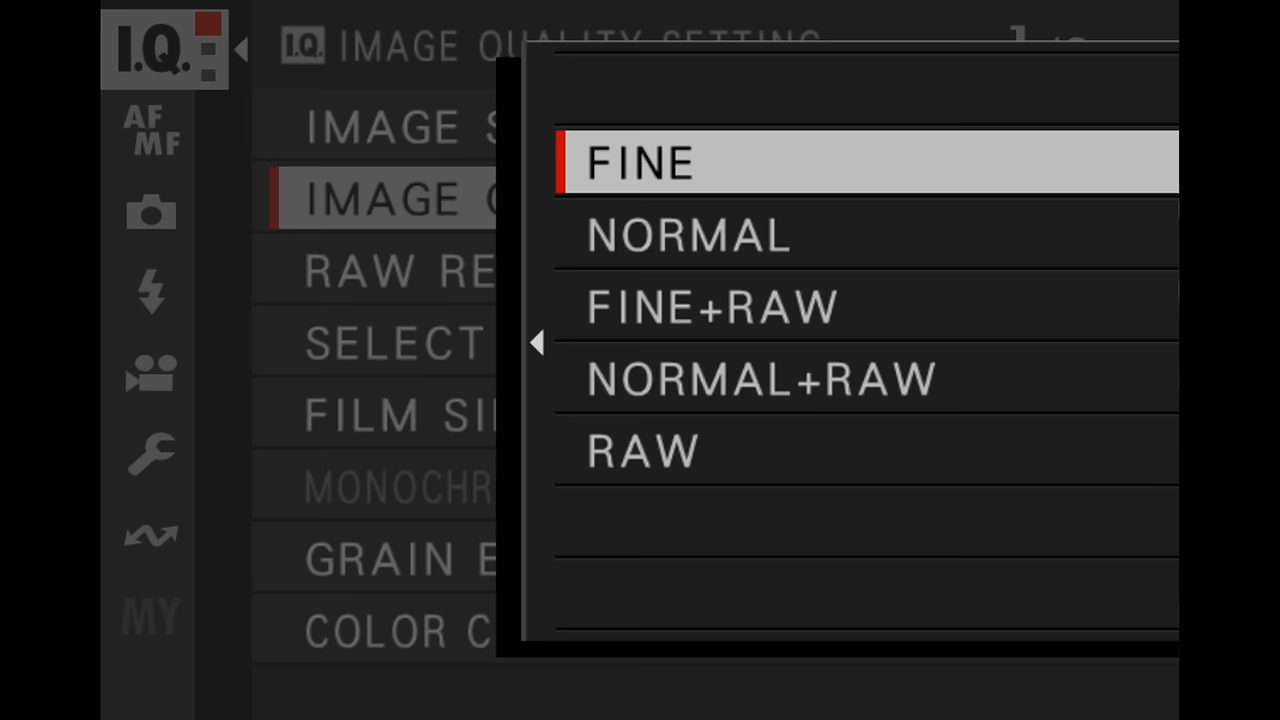 I.Q.
I.Q. IMAGE QUALITY SETTING
AF
MF
MY
IMAGE
IMAGE
RAW RE
SELECT
FILM SI
MONOCHR
GRAIN E
COLOR C
FINE
NORMAL
FINE+RAW
NORMAL+RAW
RAW